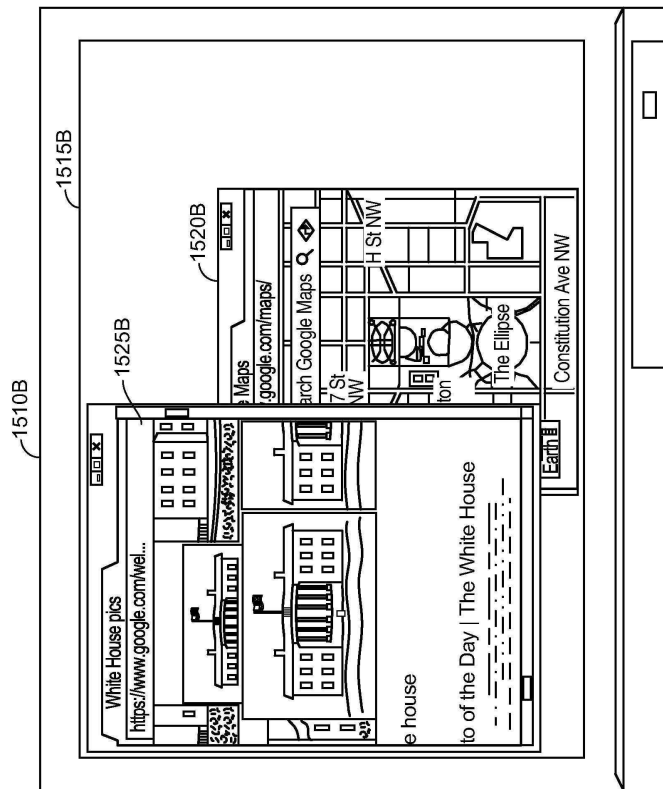 1510B
1515B
1520B
1525B
White House pics
https://www.google.com/wel...
e house
to of the Day | The White House
e Maps
.google.com/maps/
arch Google Maps
7 St
NW
H St NW
ton
The Ellipse
Constitution Ave NW
Earth